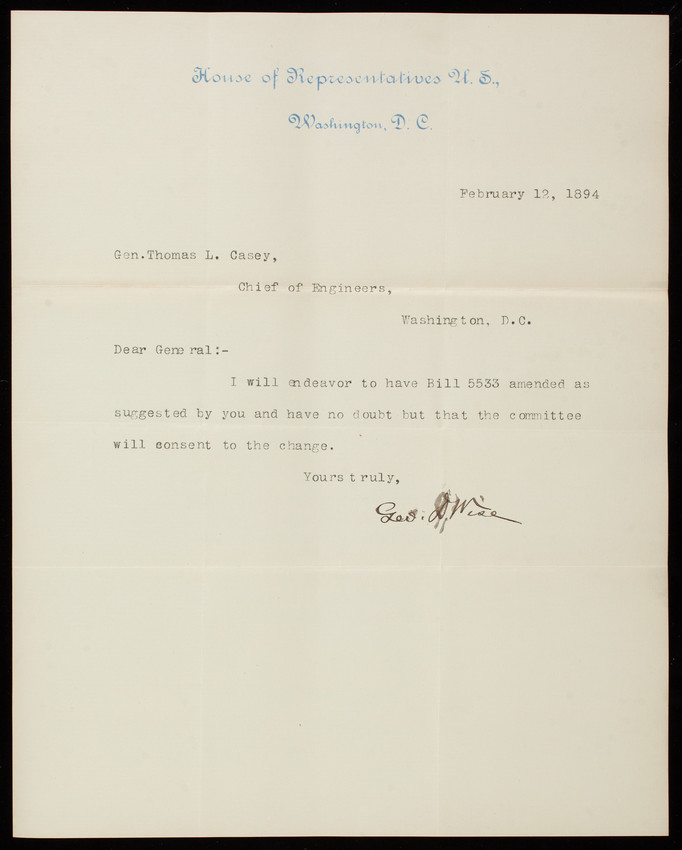 House of Representatives U. S.,
Washington, D. C.
February 12, 1894
Gen.Thomas L. Casey,
Chief of Engineers,
Washington, D.C.
Dear General:-
I will endeavor to have Bill 5533 amended as
suggested by you and have no doubt but that the committee
will consent to the change.
Yours truly,
Geo. D. Wise